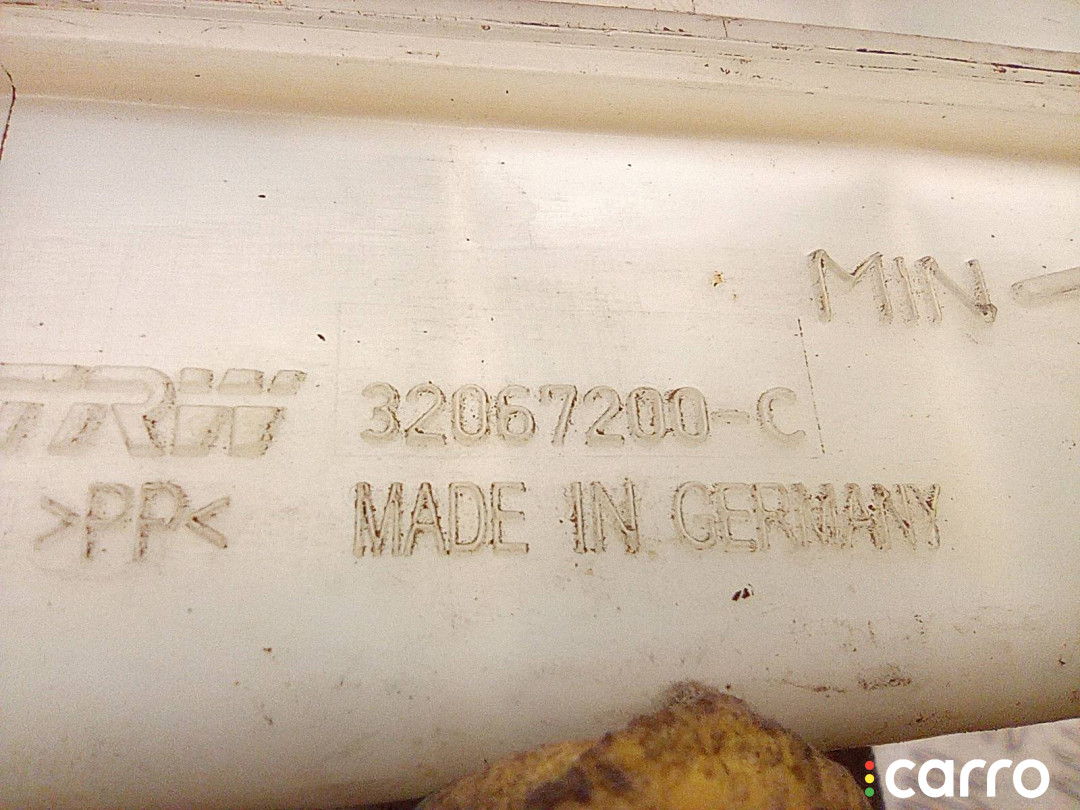 MIN
TRW 32067200-C
>PP< MADE IN GERMANY
carro